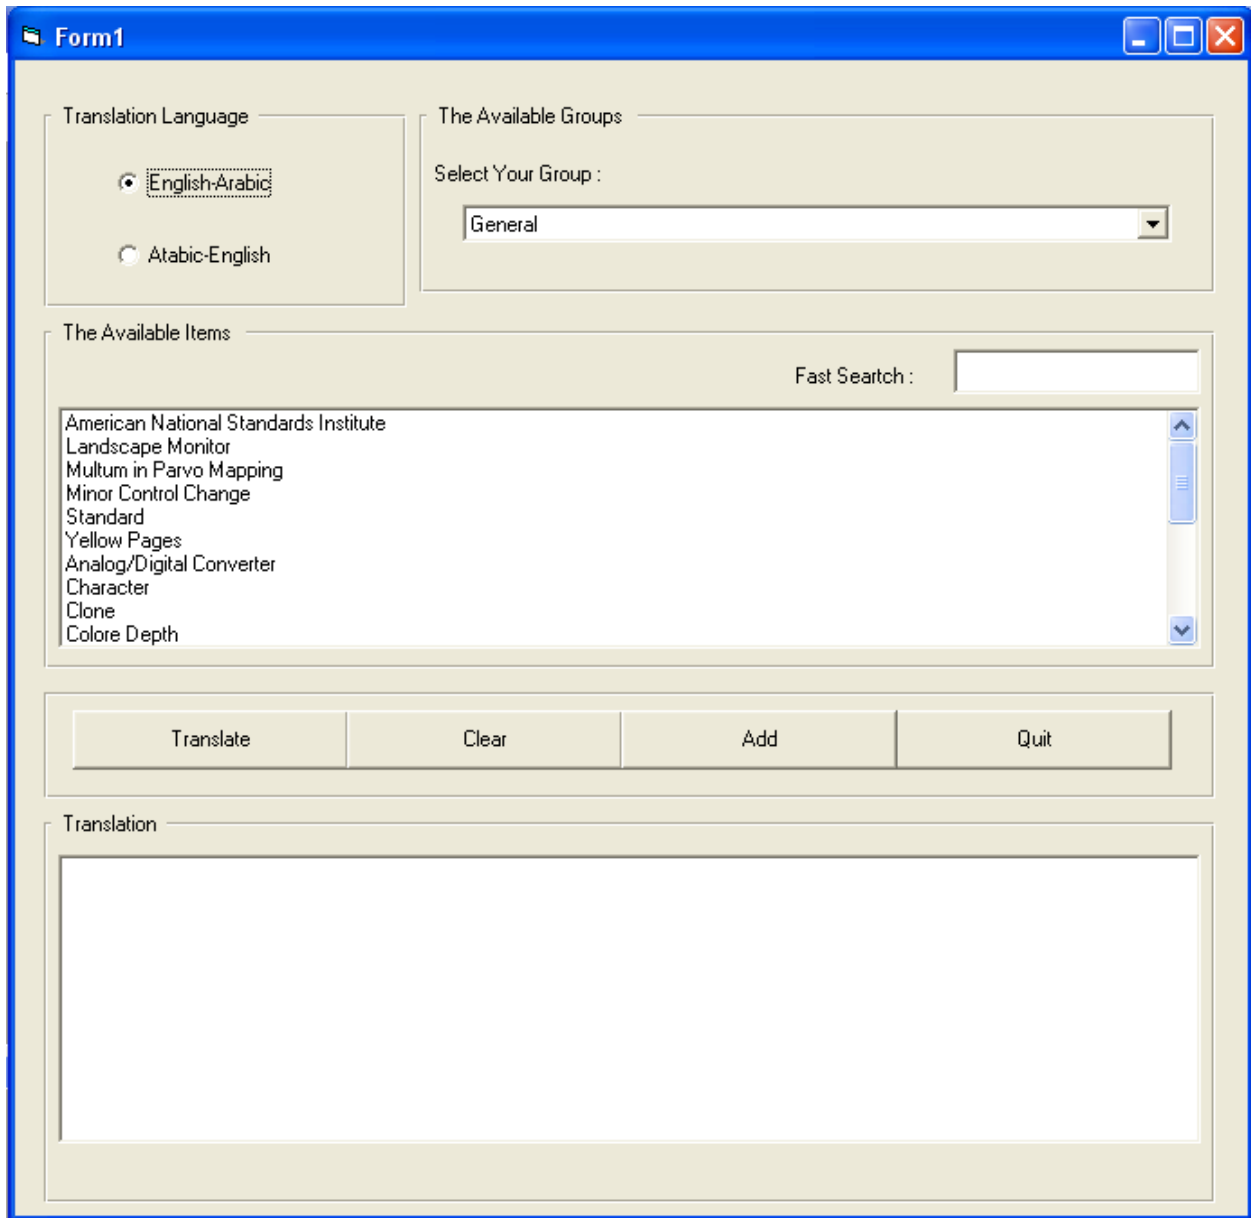 Form1
Translation Language
The Available Groups
English-Arabic
Select Your Group :
General
Atabic-English
The Available Items
Fast Seartch :
American National Standards Institute
Landscape Monitor
Multum in Parvo Mapping
Minor Control Change
Standard
Yellow Pages
Analog/Digital Converter
Character
Clone
Colore Depth
Translate
Clear
Add
Quit
Translation